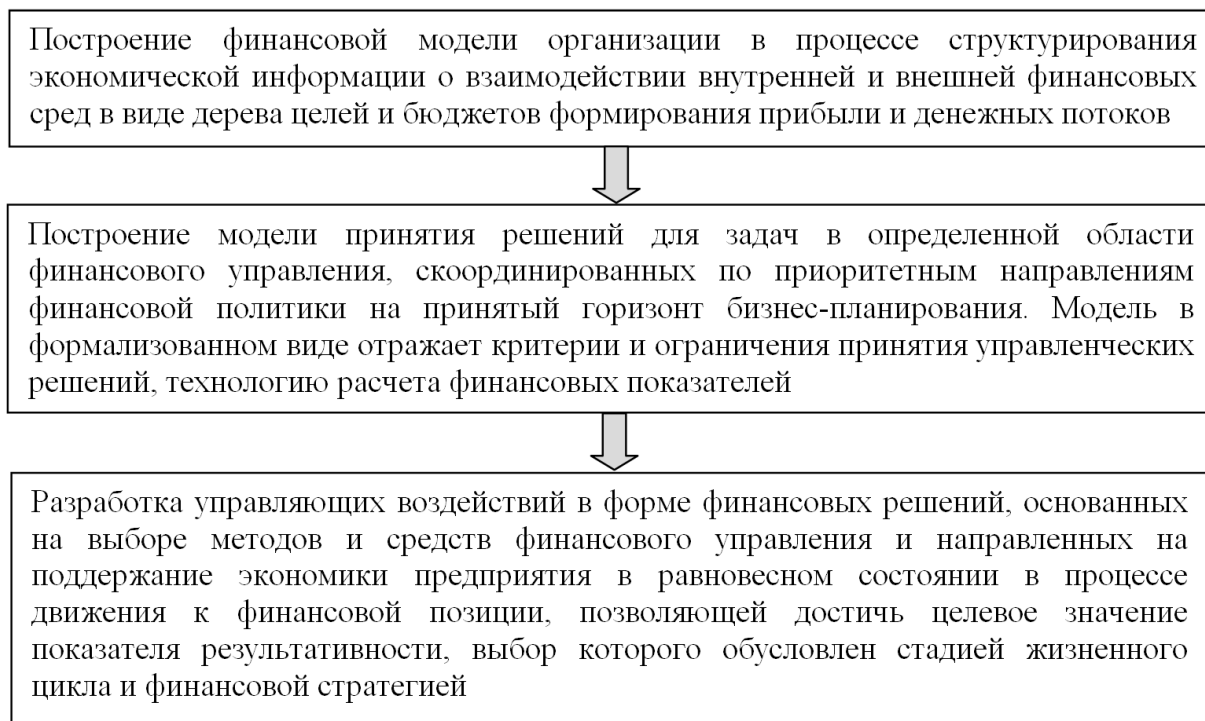 Построение финансовой модели организации в процессе структурирования
экономической информации о взаимодействии внутренней и внешней финансовых
сред в виде дерева целей и бюджетов формирования прибыли и денежных потоков
Построение модели принятия решений для задач в определенной области
финансового управления, скоординированных по приоритетным направлениям
финансовой политики на принятый горизонт бизнес-планирования. Модель в
формализованном виде отражает критерии и ограничения принятия управленческих
решений, технологию расчета финансовых показателей
Разработка управляющих воздействий в форме финансовых решений, основанных
на выборе методов и средств финансового управления и направленных на
поддержание экономики предприятия в равновесном состоянии в процессе
движения к финансовой позиции, позволяющей достичь целевое значение
показателя результативности, выбор которого обусловлен стадией жизненного
цикла и финансовой стратегией